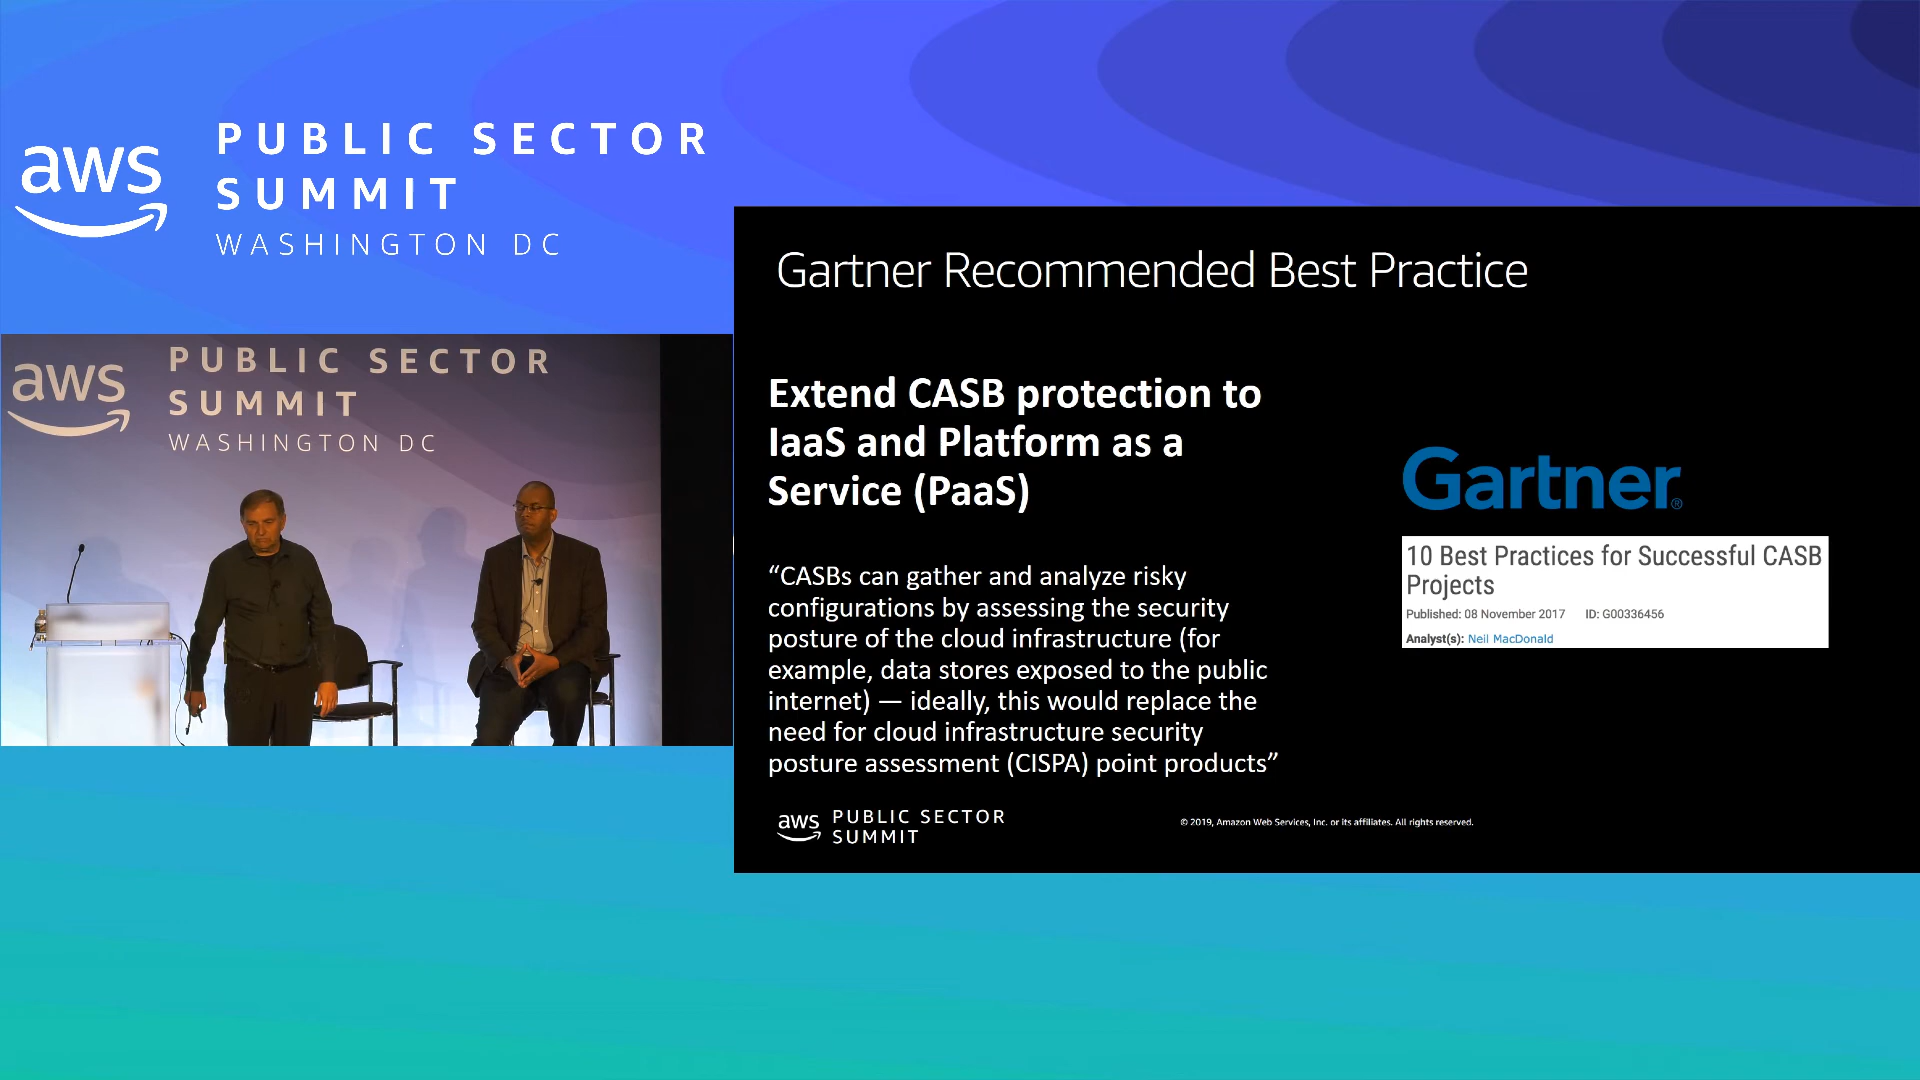 aws
PUBLIC SECTOR
SUMMIT
WASHINGTON DC
aws
PUBLIC SECTOR
SUMMIT
WASHINGTON DC
Gartner Recommended Best Practice
Extend CASB protection to
IaaS and Platform as a
Service (PaaS)
“CASBs can gather and analyze risky
configurations by assessing the security
posture of the cloud infrastructure (for
example, data stores exposed to the public
internet) — ideally, this would replace the
need for cloud infrastructure security
posture assessment (CISPA) point products”
Gartner®
10 Best Practices for Successful CASB
Projects
Published: 08 November 2017 ID: G00336456
Analyst(s): Neil MacDonald
aws
PUBLIC SECTOR
SUMMIT
© 2019, Amazon Web Services, Inc. or its affiliates. All rights reserved.